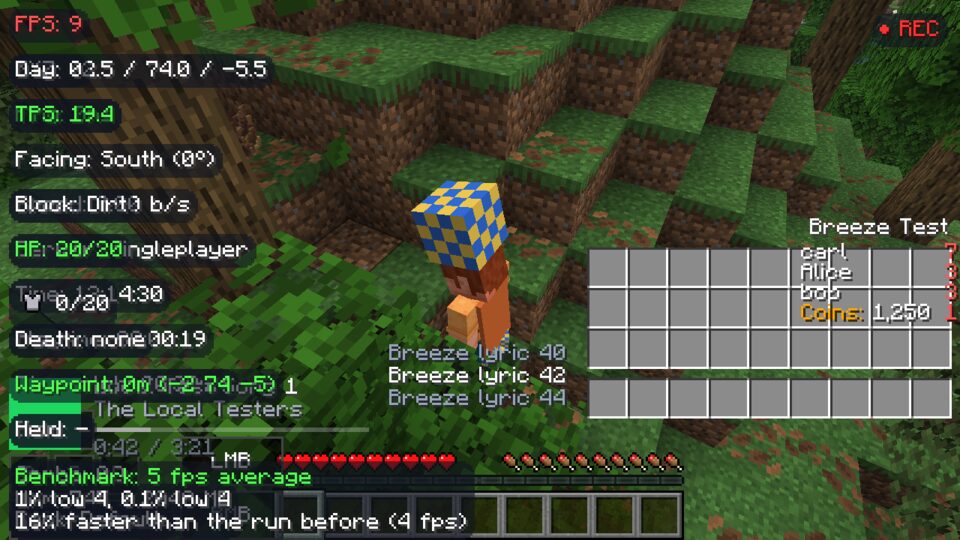 FPS: 9
REC
Day: 0 / 74.0 / -5.5
TPS: 19.4
Facing: South (0°)
Block: Dirt
b/s
HP: 20/20
ingleplayer
4:30
0/20
Death: none
00:19
Waypoint: 0m (-2 74 -5)
1
The Local Testers
Held: -
0:42 / 3:21
LMB
Benchmark: 5 fps average
1% low 4, 0.1% low 4
16% faster than the run before (4 fps)
Breeze lyric 40
Breeze lyric 42
Breeze lyric 44
Breeze Test
carl 7
Alice 3
bob 3
Coins: 1,250 1